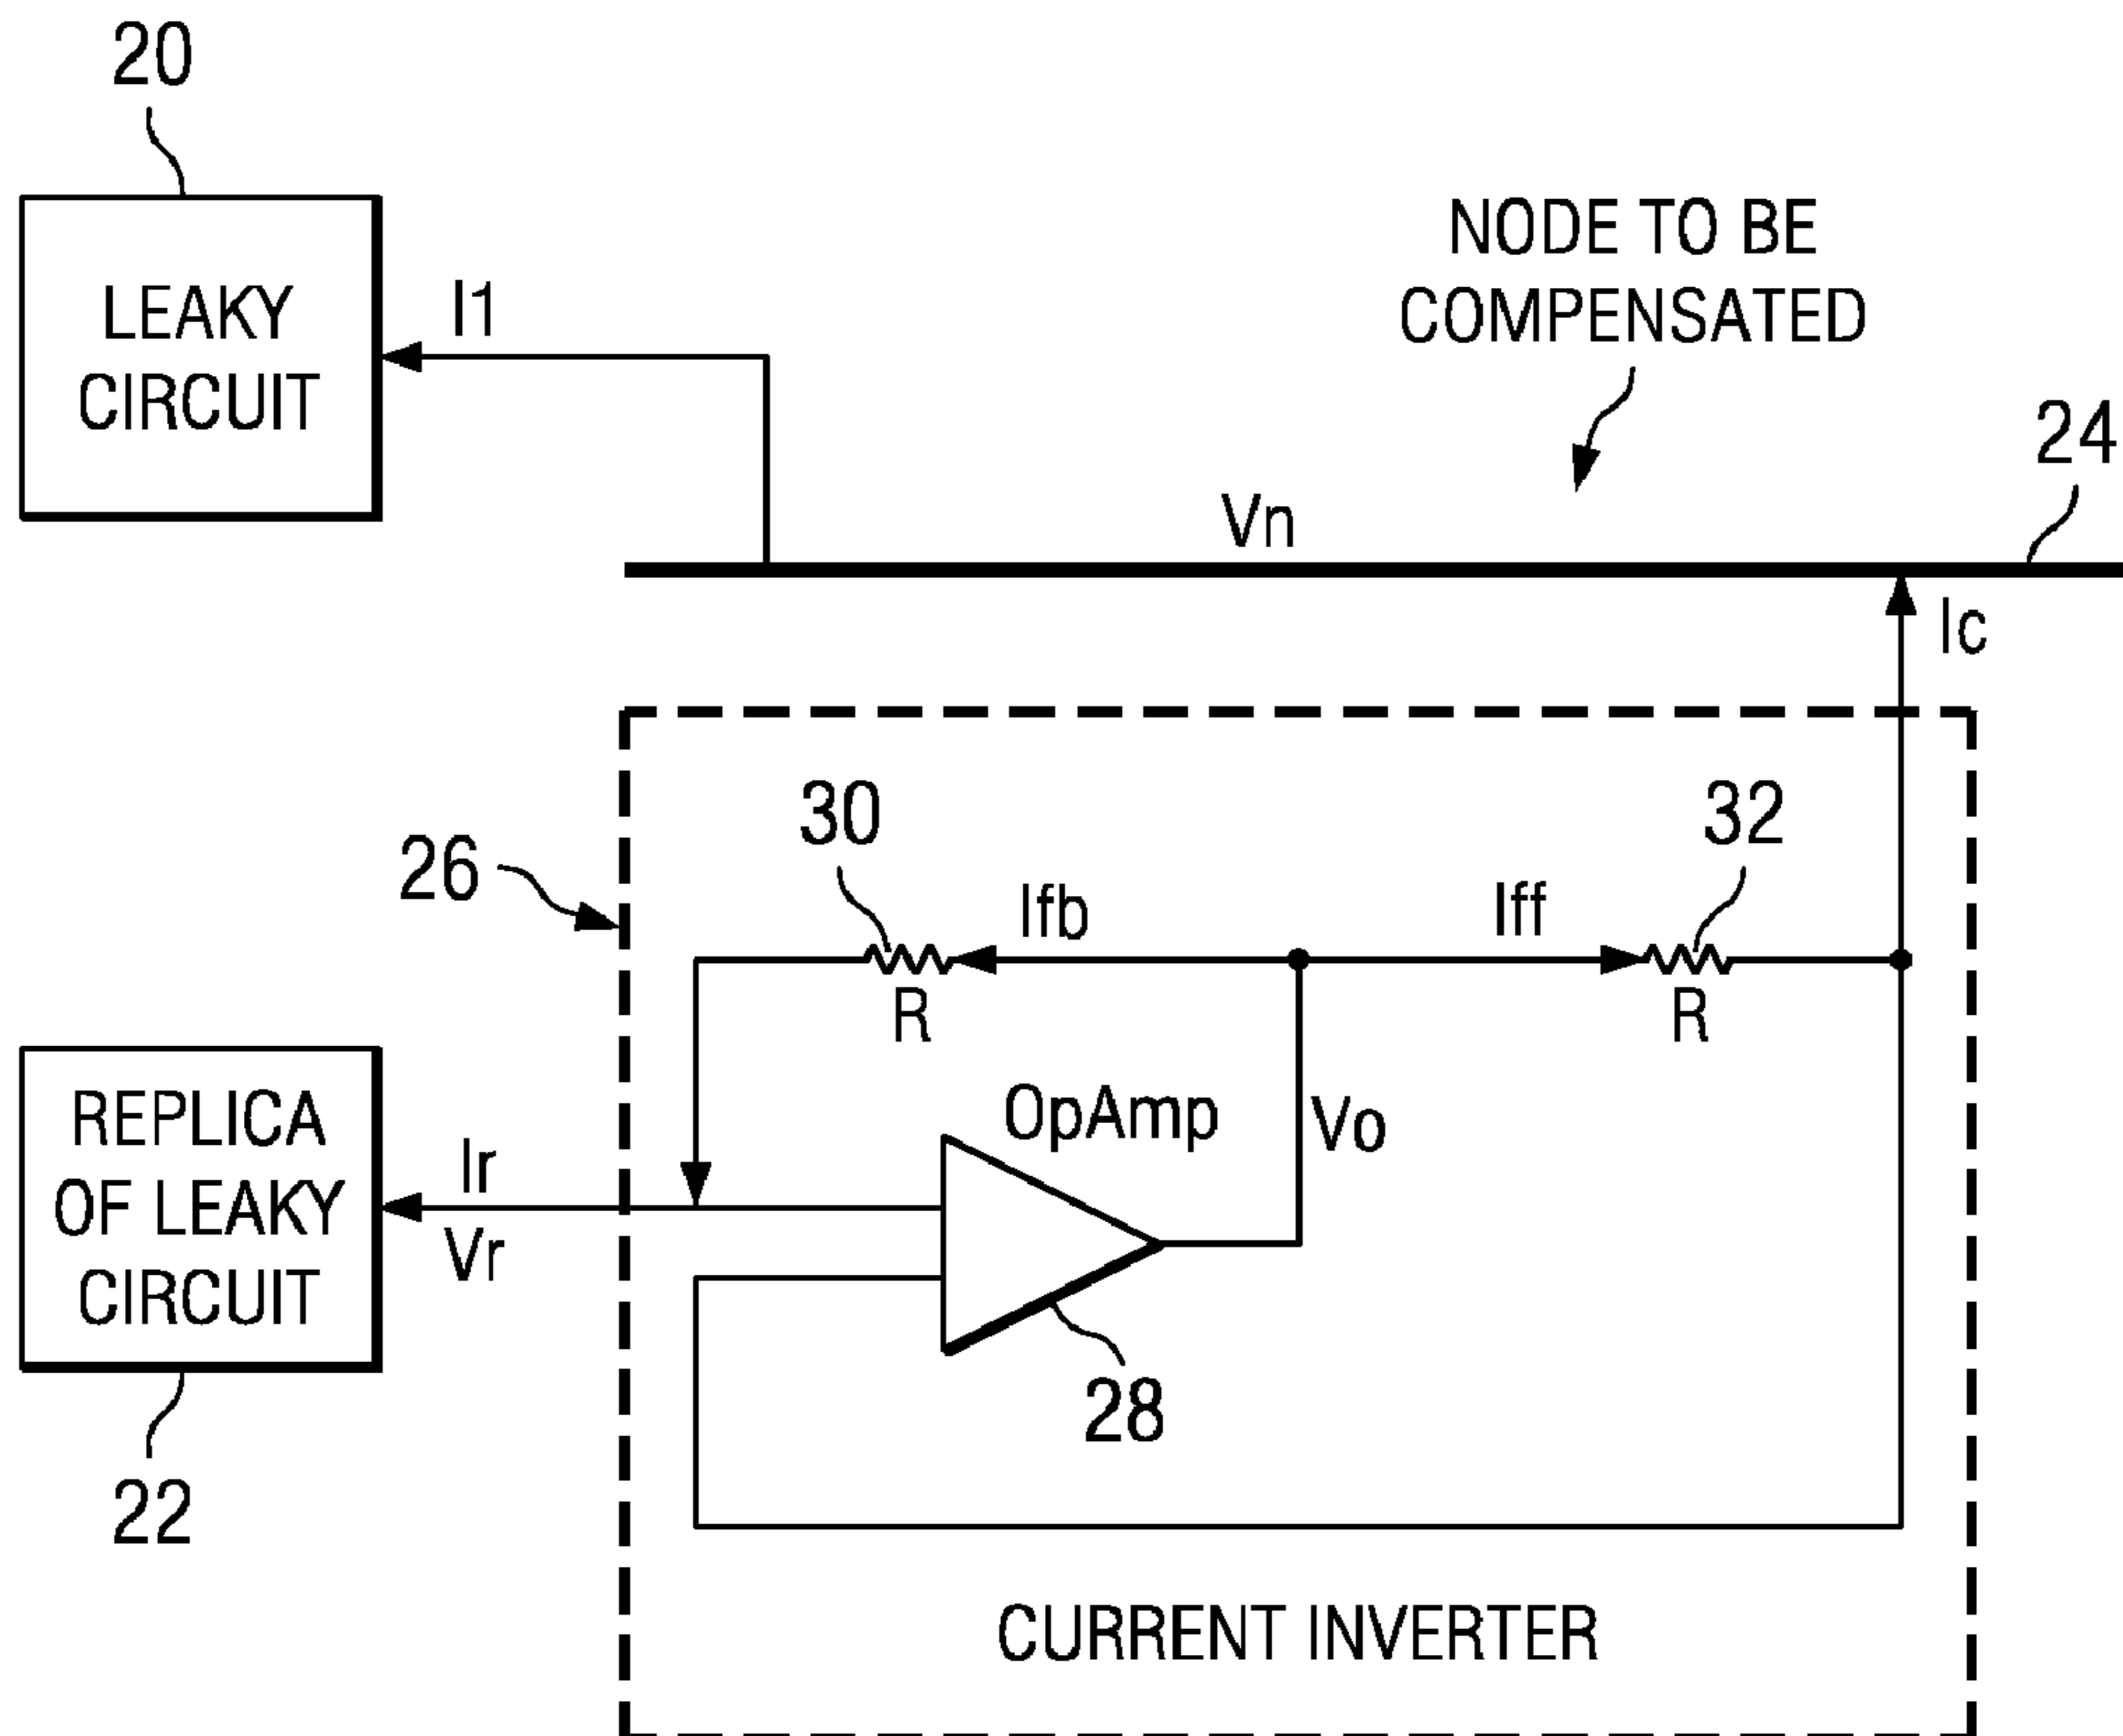 20
LEAKY
CIRCUIT
I1
NODE TO BE
COMPENSATED
24
Vn
Ic
26
30
32
Ifb
Iff
R
R
OpAmp
Vo
REPLICA
OF LEAKY
CIRCUIT
Ir
Vr
28
22
CURRENT INVERTER